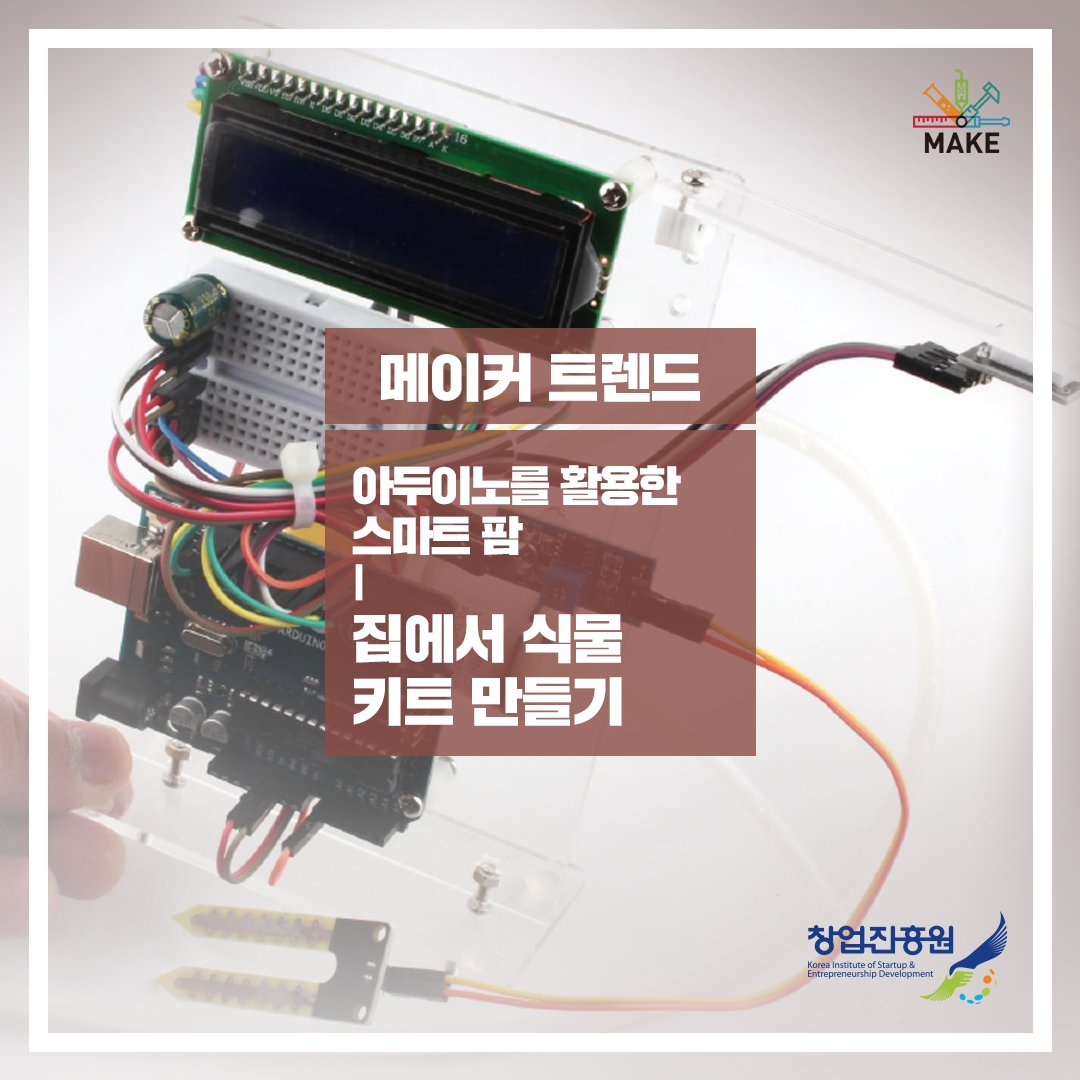 MAKE
16
메이커 트렌드
아두이노를 활용한
스마트 팜
집에서 식물
키트 만들기
ARDUINO
창업진흥원
Korea Institute of Startup &
Entrepreneurship Development